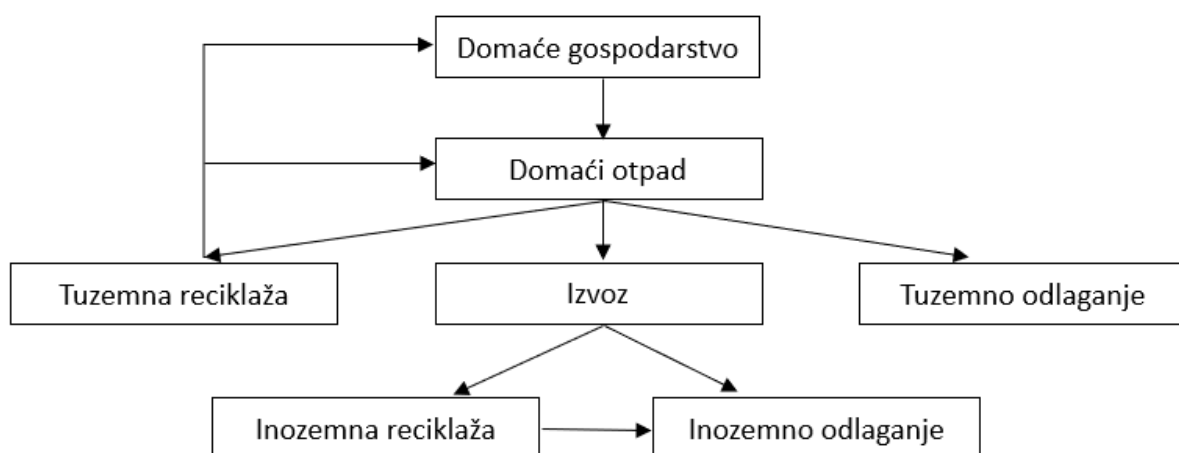 Domaće gospodarstvo
Domaći otpad
Tuzemna reciklaža
Izvoz
Tuzemno odlaganje
Inozemna reciklaža
Inozemno odlaganje